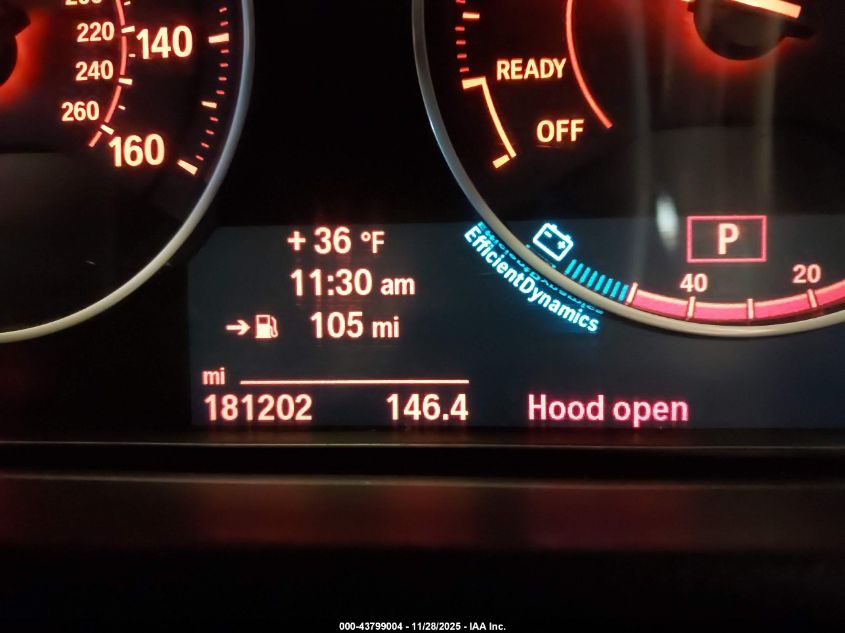 220
240
260
140
160
READY
OFF
+ 36 °F
11:30 am
105 mi
mi
181202 146.4
EfficientDynamics
P
40 20
Hood open
000-43799004 - 11/28/2025 - IAA Inc.